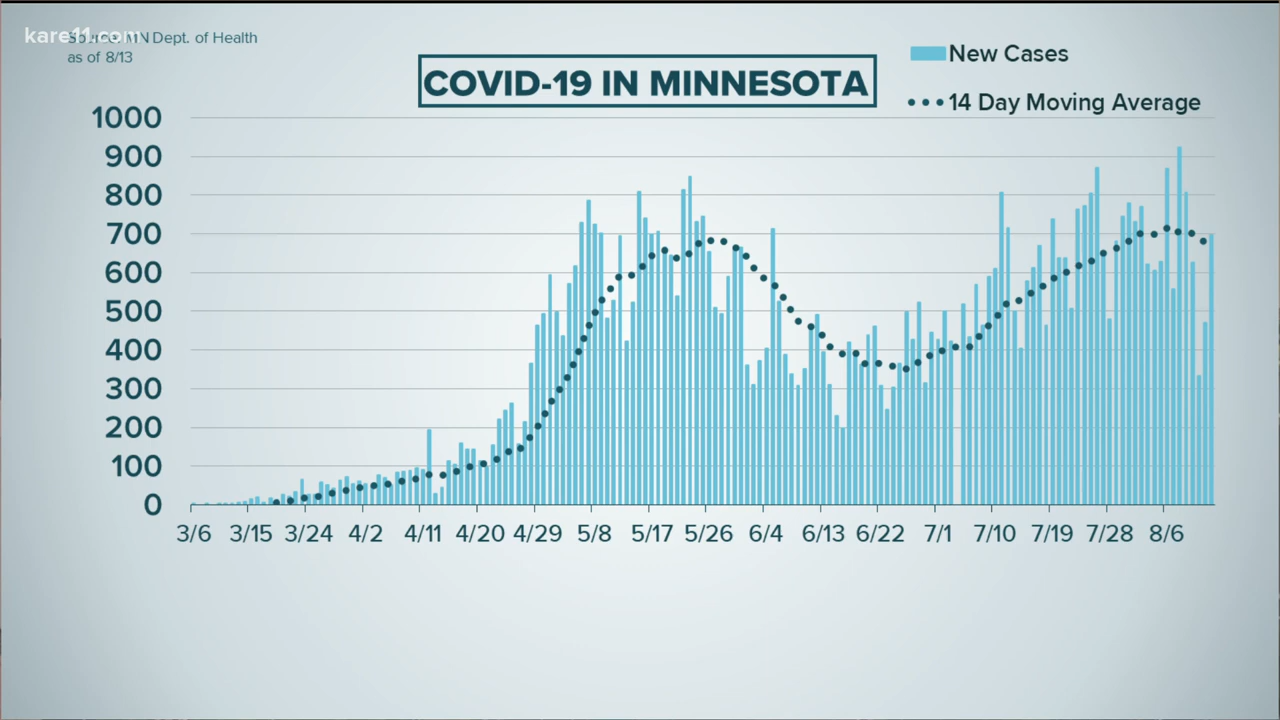 kare11.com
MN Dept. of Health
as of 8/13
COVID-19 IN MINNESOTA
New Cases
14 Day Moving Average
1000
900
800
700
600
500
400
300
200
100
0
3/6 3/15 3/24 4/2 4/11 4/20 4/29 5/8 5/17 5/26 6/4 6/13 6/22 7/1 7/10 7/19 7/28 8/6